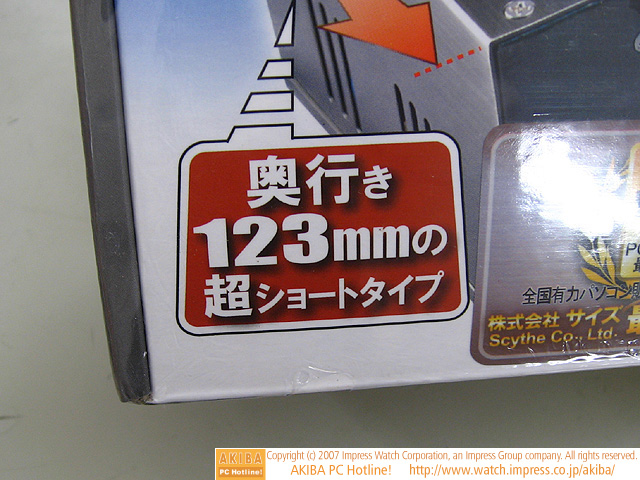 奥行き
123mmの
超ショートタイプ
全国有力パソコン
株式会社 サイズ
Scythe Co., Ltd.
AKIBA
PC Hotline!
Copyright (c) 2007 Impress Watch Corporation, an Impress Group company. All rights reserved.
AKIBA PC Hotline! http://www.watch.impress.co.jp/akiba/